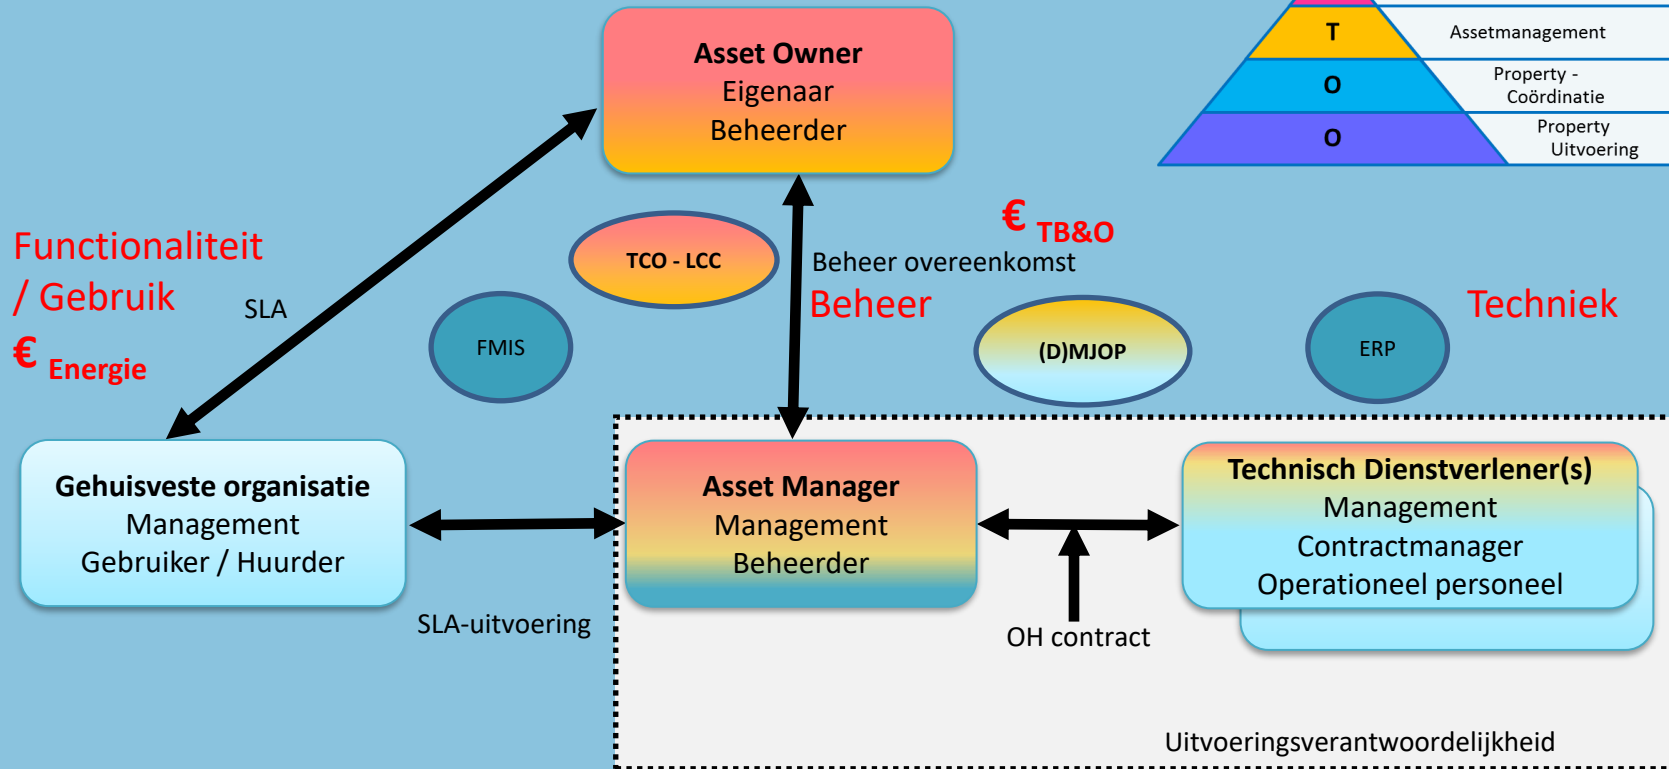 Asset Owner
Eigenaar
Beheerder
T
Assetmanagement
O
Property -
Coördinatie
O
Property
Uitvoering
Functionaliteit
/ Gebruik
€ Energie
SLA
TCO - LCC
FMIS
€ TB&O
Beheer overeenkomst
Beheer
(D)MJOP
ERP
Techniek
Gehuisveste organisatie
Management
Gebruiker / Huurder
SLA-uitvoering
Asset Manager
Management
Beheerder
OH contract
Technisch Dienstverlener(s)
Management
Contractmanager
Operationeel personeel
Uitvoeringsverantwoordelijkheid